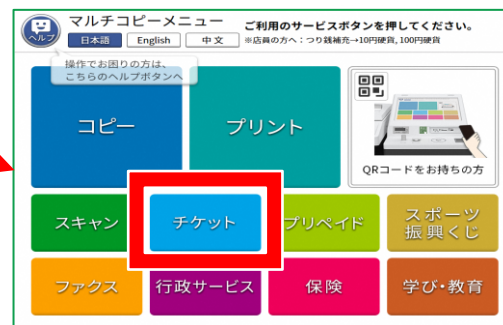 マルチコピーメニュー
ご利用のサービスボタンを押してください。
ヘルプ
日本語 English 中文
※店員の方へ:つり銭補充→10円硬貨,100円硬貨
操作でお困りの方は、
こちらのヘルプボタンへ
コピー
プリント
QRコードをお持ちの方
スキャン
チケット
プリペイド
スポーツ
振興くじ
ファクス
行政サービス
保険
学び・教育